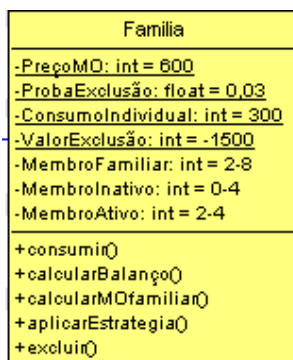 Familia
-PreçoMO: int = 600
-ProbaExclusão: float = 0,03
-ConsumoIndividual: int = 300
-ValorExclusão: int = -1500
-MembroFamiliar: int = 2-8
-MembroInativo: int = 0-4
-MembroAtivo: int = 2-4
+consumir()
+calcularBalanço()
+calcularMOfamiliar()
+aplicarEstrategia()
+excluir()